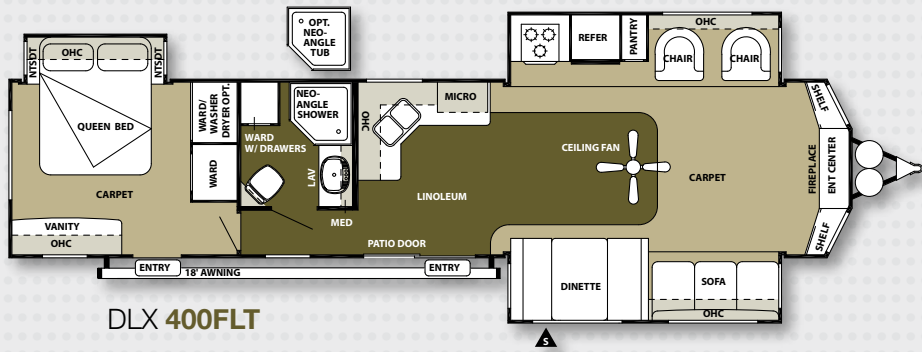 OPT.
NEO-
ANGLE
TUB
OHC
NTSDT
NTSDT
QUEEN BED
CARPET
VANITY
OHC
WARD/
WASHER
DRYER OPT.
WARD
WARD
W/ DRAWERS
NEO-
ANGLE
SHOWER
LAV
MED
OHC
MICRO
LINOLEUM
PATIO DOOR
ENTRY
18' AWNING
ENTRY
REFER
PANTRY
OHC
CHAIR
CHAIR
CEILING FAN
CARPET
SHELF
FIREPLACE
ENT CENTER
SHELF
DINETTE
SOFA
OHC
S
DLX 400FLT